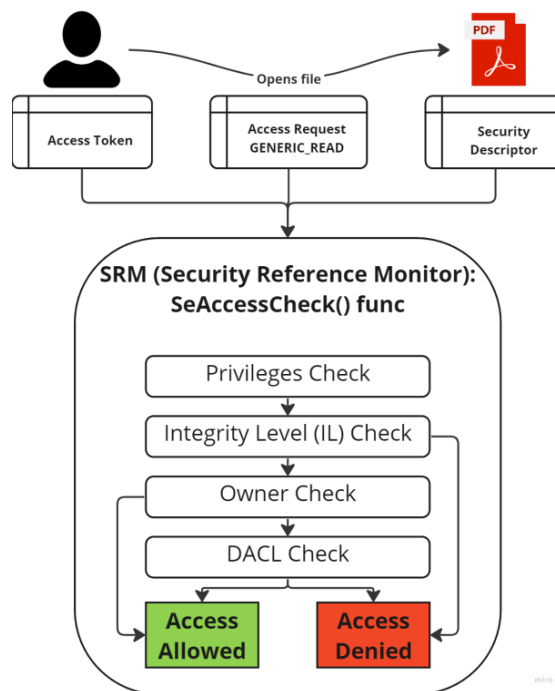 PDF
Opens file
Access Token
Access Request
GENERIC_READ
Security
Descriptor
SRM (Security Reference Monitor):
SeAccessCheck() func
Privileges Check
Integrity Level (IL) Check
Owner Check
DACL Check
Access
Allowed
Access
Denied
miro